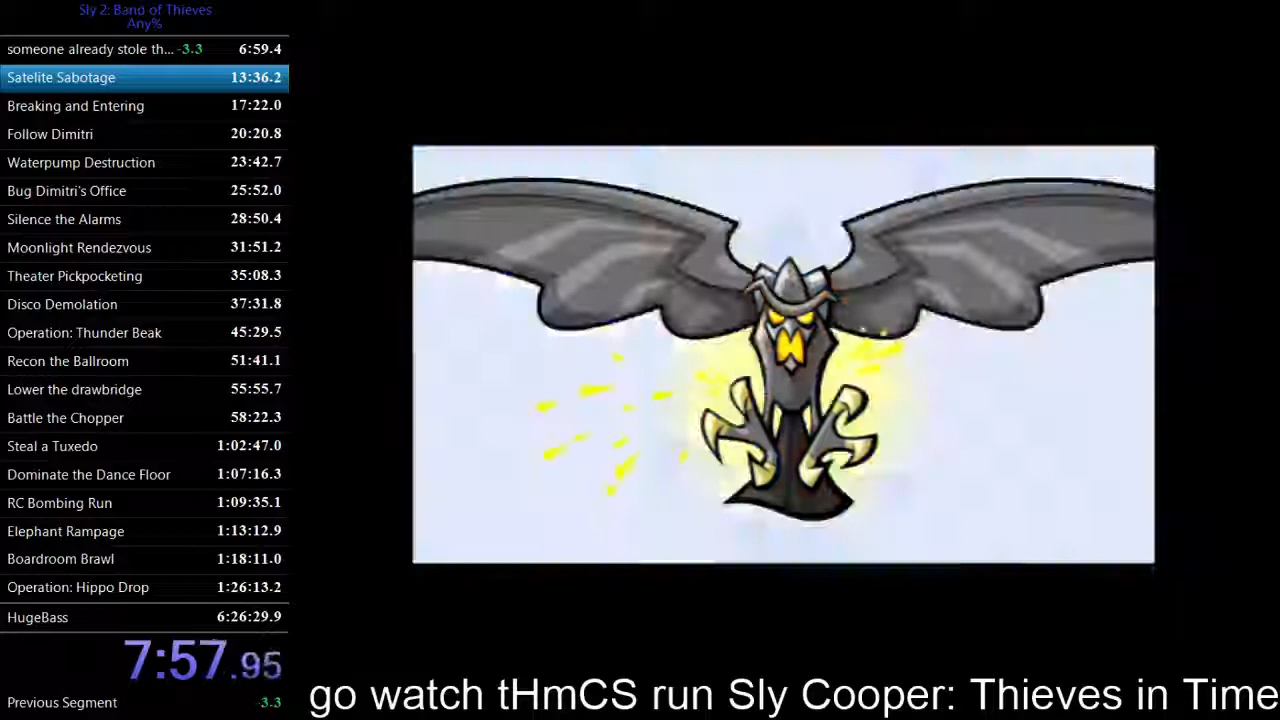 Sly 2: Band of Thieves
Any%
someone already stole th... -3.3 6:59.4
Satelite Sabotage 13:36.2
Breaking and Entering 17:22.0
Follow Dimitri 20:20.8
Waterpump Destruction 23:42.7
Bug Dimitri's Office 25:52.0
Silence the Alarms 28:50.4
Moonlight Rendezvous 31:51.2
Theater Pickpocketing 35:08.3
Disco Demolation 37:31.8
Operation: Thunder Beak 45:29.5
Recon the Ballroom 51:41.1
Lower the drawbridge 55:55.7
Battle the Chopper 58:22.3
Steal a Tuxedo 1:02:47.0
Dominate the Dance Floor 1:07:16.3
RC Bombing Run 1:09:35.1
Elephant Rampage 1:13:12.9
Boardroom Brawl 1:18:11.0
Operation: Hippo Drop 1:26:13.2
HugeBass 6:26:29.9
7:57.95
Previous Segment -3.3
go watch tHmCS run Sly Cooper: Thieves in Time